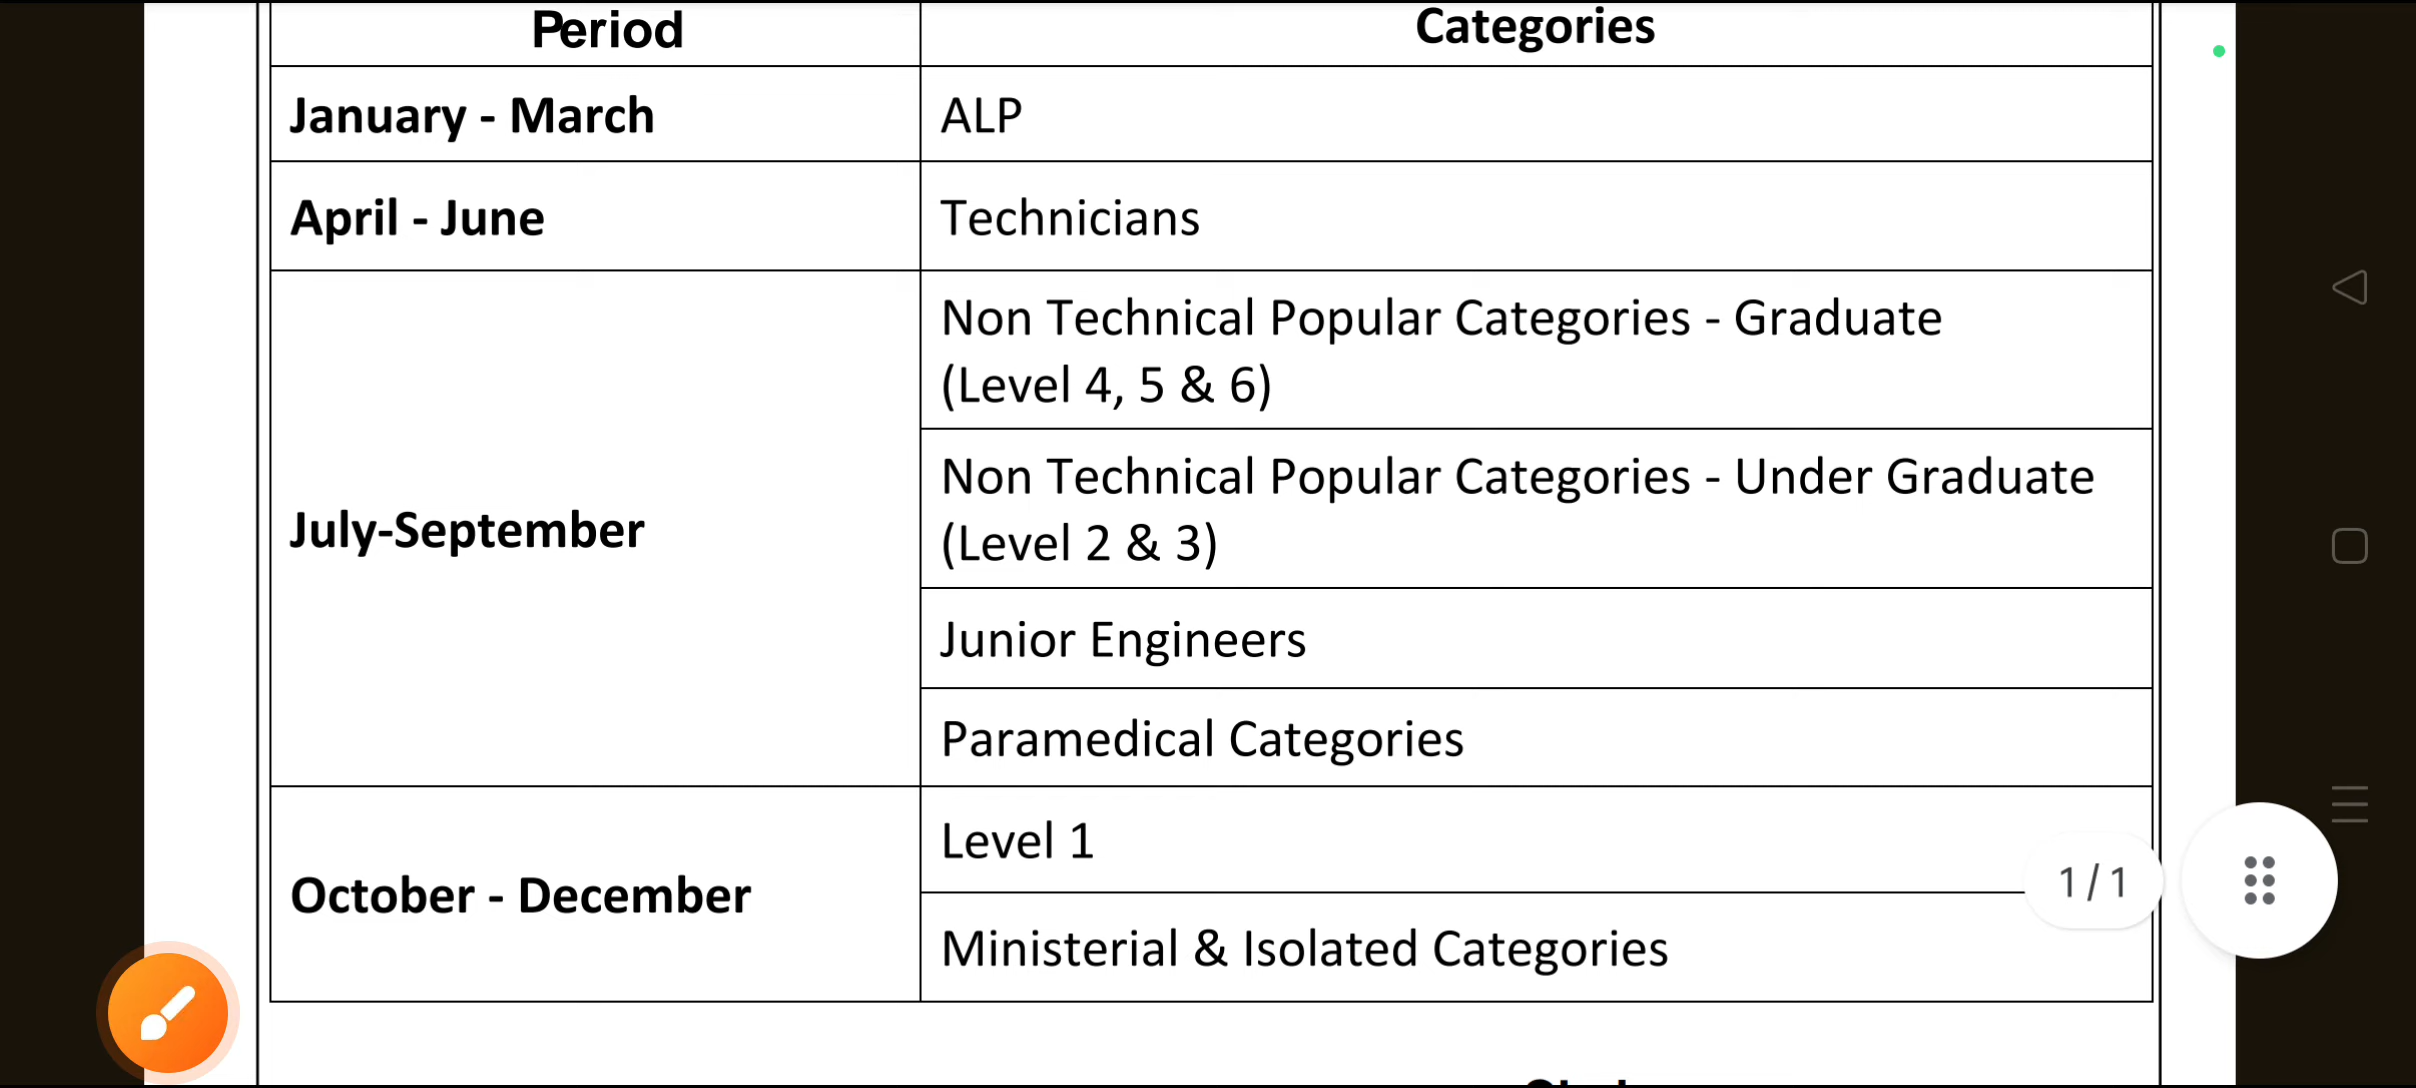 Period
Categories
January - March
ALP
April - June
Technicians
July-September
Non Technical Popular Categories - Graduate
(Level 4, 5 & 6)
Non Technical Popular Categories - Under Graduate
(Level 2 & 3)
Junior Engineers
Paramedical Categories
October - December
Level 1
Ministerial & Isolated Categories
1 / 1